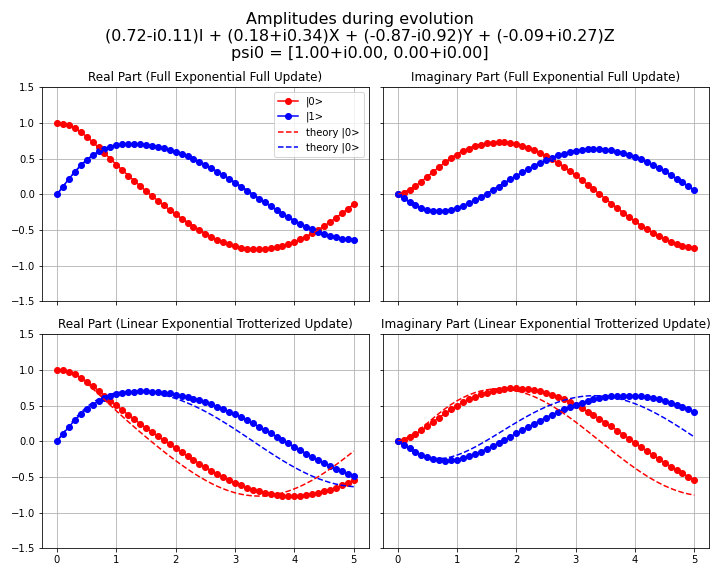 Amplitudes during evolution
(0.72-i0.11)I + (0.18+i0.34)X + (-0.87-i0.92)Y + (-0.09+i0.27)Z
psi0 = [1.00+i0.00, 0.00+i0.00]
Real Part (Full Exponential Full Update)
1.5
1.0
0.5
0.0
−0.5
−1.0
−1.5
|0>
|1>
theory |0>
theory |0>
Imaginary Part (Full Exponential Full Update)
Real Part (Linear Exponential Trotterized Update)
1.5
1.0
0.5
0.0
−0.5
−1.0
−1.5
0 1 2 3 4 5
Imaginary Part (Linear Exponential Trotterized Update)
0 1 2 3 4 5